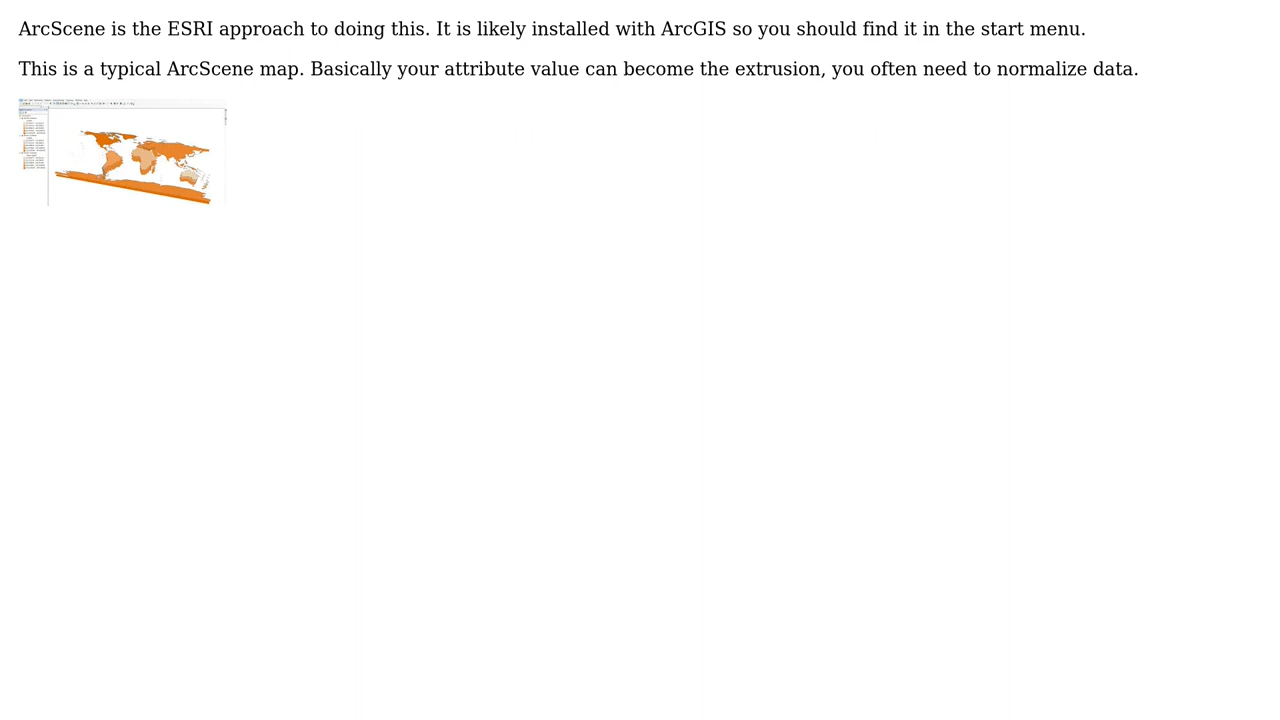 ArcScene is the ESRI approach to doing this. It is likely installed with ArcGIS so you should find it in the start menu.
This is a typical ArcScene map. Basically your attribute value can become the extrusion, you often need to normalize data.